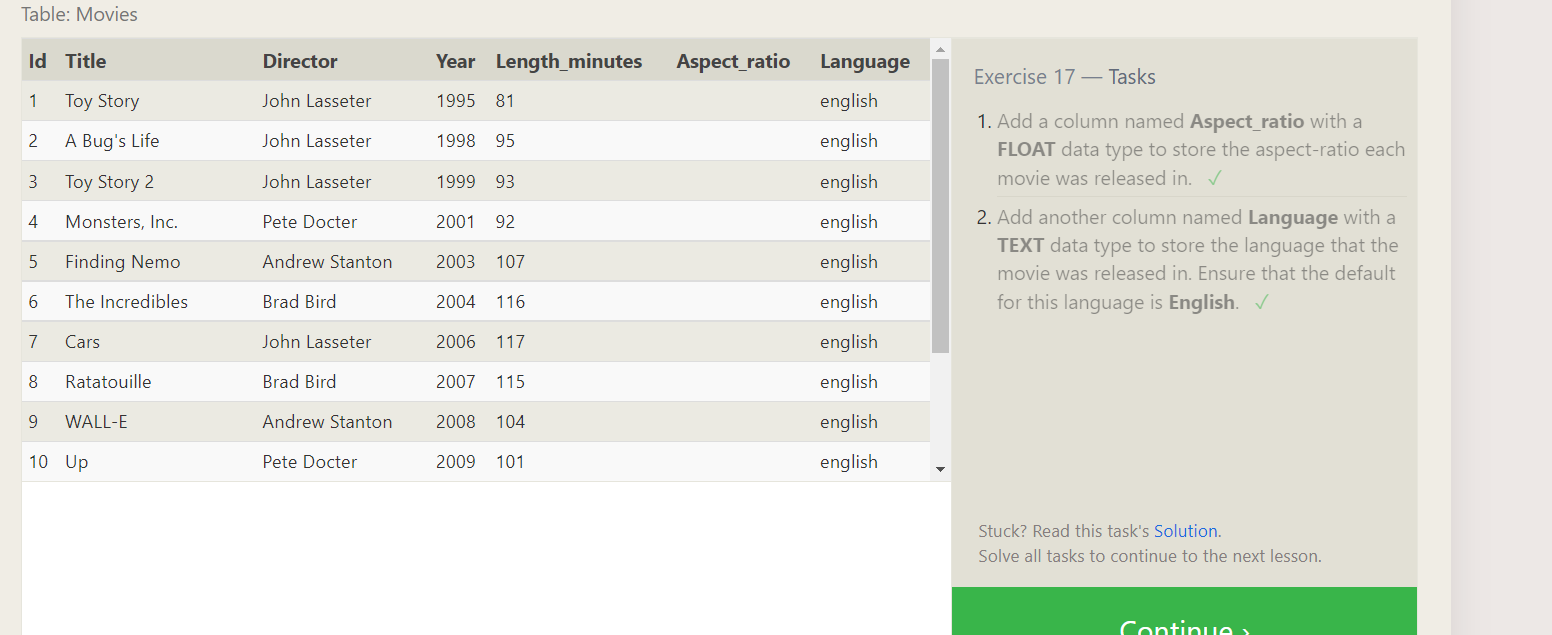 Table: Movies
Id Title Director Year Length_minutes Aspect_ratio Language
1 Toy Story John Lasseter 1995 81 english
2 A Bug's Life John Lasseter 1998 95 english
3 Toy Story 2 John Lasseter 1999 93 english
4 Monsters, Inc. Pete Docter 2001 92 english
5 Finding Nemo Andrew Stanton 2003 107 english
6 The Incredibles Brad Bird 2004 116 english
7 Cars John Lasseter 2006 117 english
8 Ratatouille Brad Bird 2007 115 english
9 WALL-E Andrew Stanton 2008 104 english
10 Up Pete Docter 2009 101 english
Exercise 17 — Tasks
1. Add a column named Aspect_ratio with a
FLOAT data type to store the aspect-ratio each
movie was released in. ✓
2. Add another column named Language with a
TEXT data type to store the language that the
movie was released in. Ensure that the default
for this language is English. ✓
Stuck? Read this task's Solution.
Solve all tasks to continue to the next lesson.
Continue ›